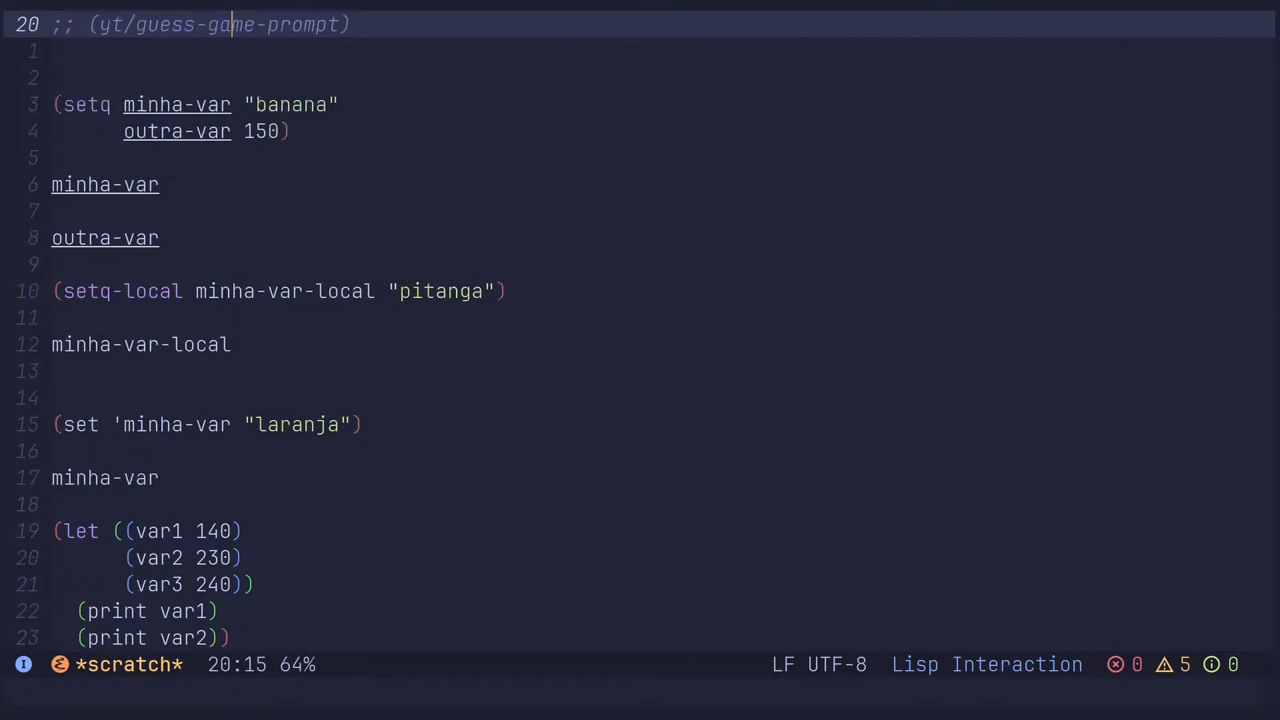 20 ;; (yt/guess-game-prompt)
1
2
3 (setq minha-var "banana"
4 outra-var 150)
5
6 minha-var
7
8 outra-var
9
10 (setq-local minha-var-local "pitanga")
11
12 minha-var-local
13
14
15 (set 'minha-var "laranja")
16
17 minha-var
18
19 (let ((var1 140)
20 (var2 230)
21 (var3 240))
22 (print var1)
23 (print var2))
I *scratch* 20:15 64% LF UTF-8 Lisp Interaction 0 5 0